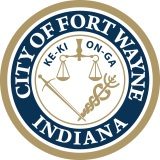 CITY OF FORT WAYNE
KE-KI ON-GA
INDIANA